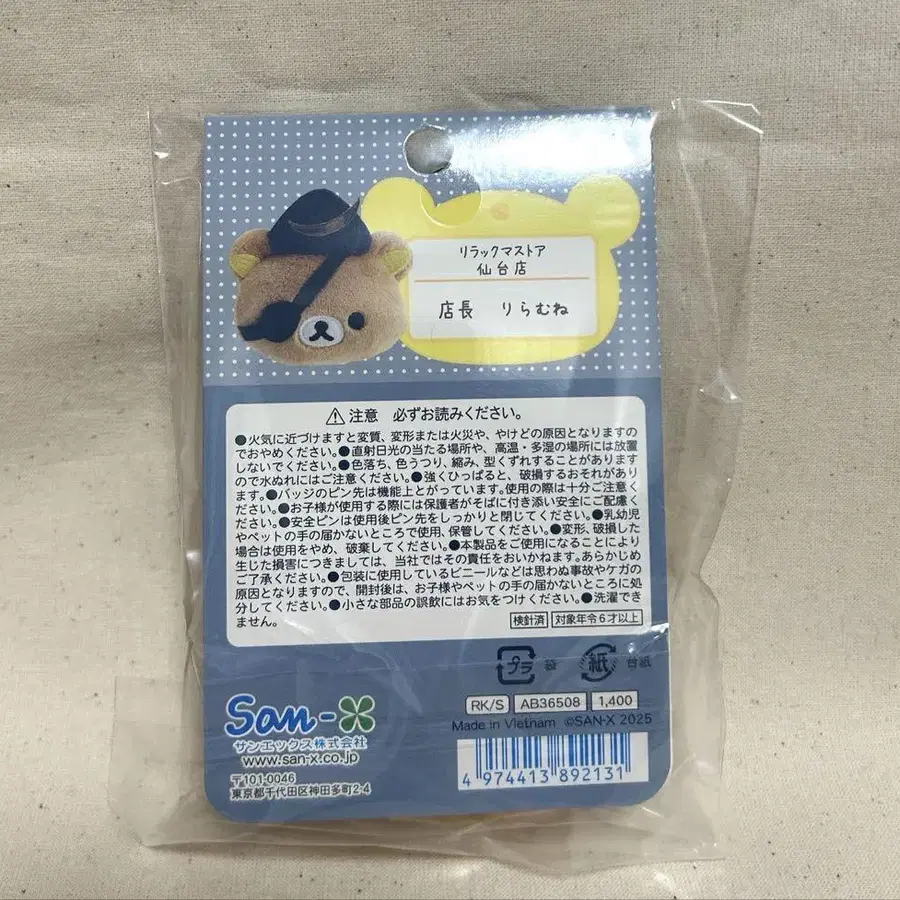 リラックマストア
仙台店
店長 りらむね
⚠注意 必ずお読みください。
●火気に近づけますと変質、変形または火災や、やけどの原因となりますの
でおやめください。●直射日光の当たる場所や、高温・多湿の場所には放置
しないでください。●色落ち、色うつり、縮み、型くずれすることがあります
ので水ぬれにはご注意ください。●強くひっぱると、破損するおそれがあり
ます。●バッジのピン先は機能上とがっています。使用の際は十分ご注意く
ださい。●お子様が使用する際には保護者がそばに付き添い安全にご配慮く
ださい。●安全ピンは使用後ピン先をしっかりと閉じてください。●乳幼児
やペットの手の届かないところで使用、保管してください。●変形、破損した
場合は使用をやめ、破棄してください。●本製品をご使用になることにより
生じた損害につきましては、当社ではその責任をおいかねます。あらかじめ
ご了承ください。●包装に使用しているビニールなどは思わぬ事故やケガの
原因となりますので、開封後は、お子様やペットの手の届かないところに処
分してください。●小さな部品の誤飲にはお気をつけください。●洗濯でき
ません。
検針済 対象年令6才以上
プラ 袋 紙 台紙
San-X
サンエックス株式会社
www.san-x.co.jp
〒101-0046
東京都千代田区神田多町2-4
RK/S AB36508 1,400
Made in Vietnam ©SAN-X 2025
4 974413 892131